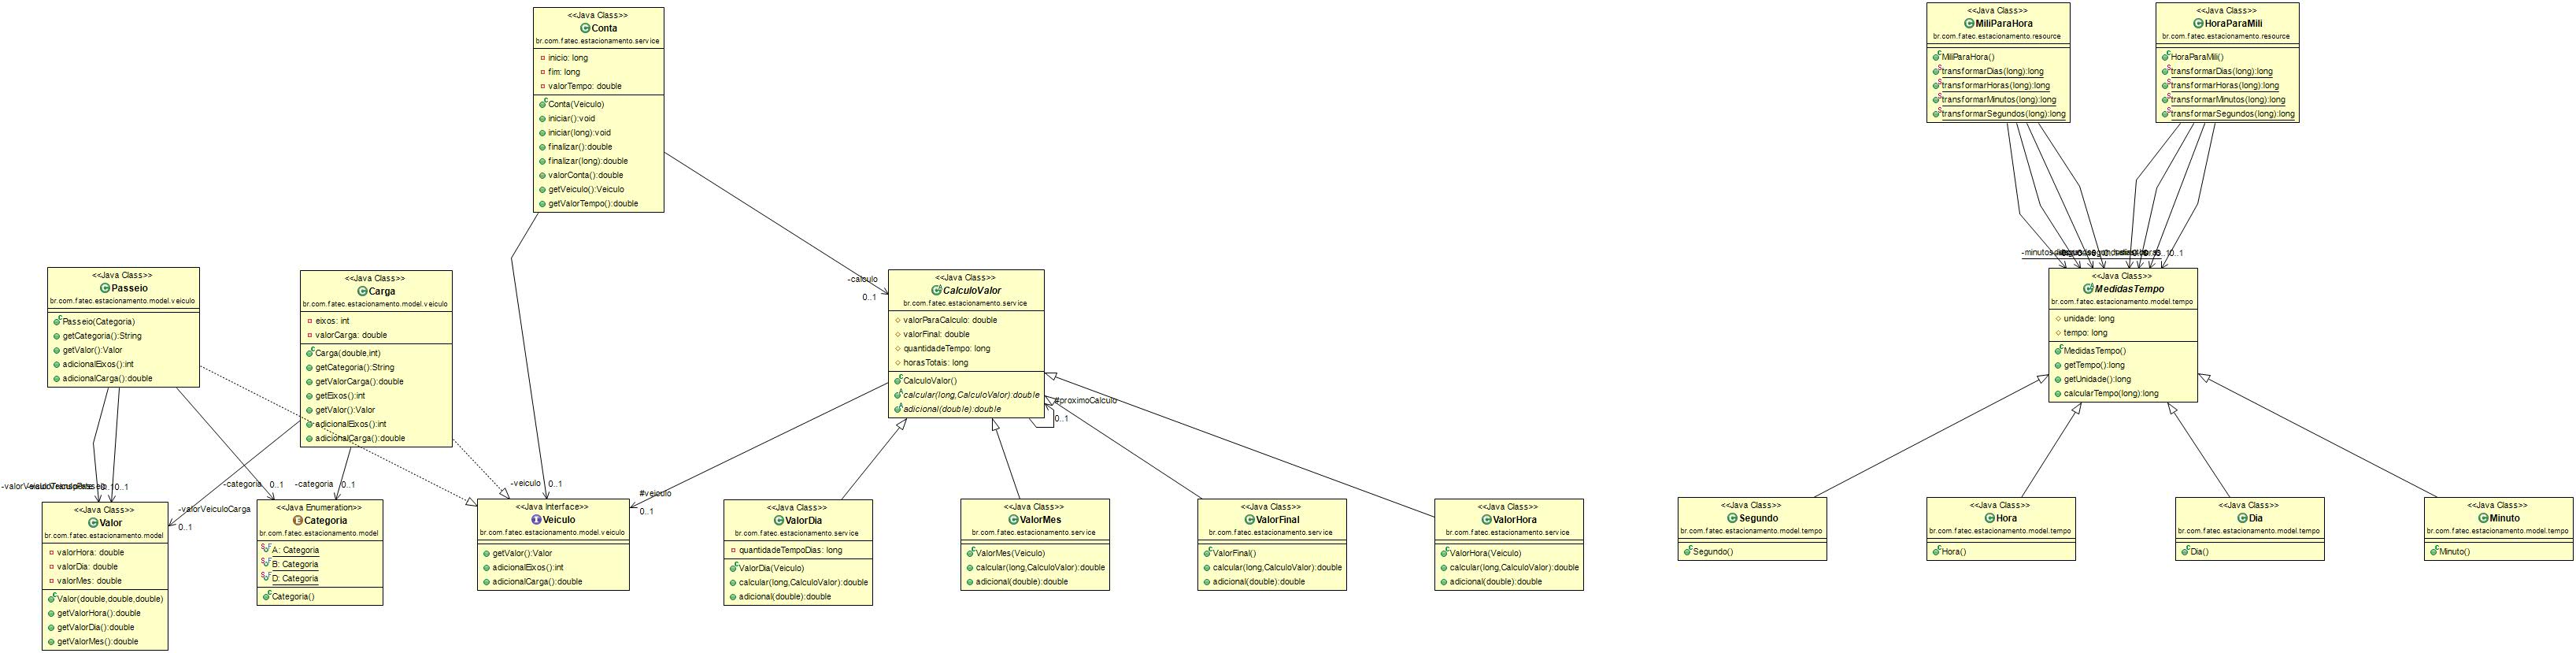 <<Java Class>>
Conta
br.com.fatec.estacionamento.service
inicio: long
fim: long
valorTempo: double
Conta(Veiculo)
iniciar():void
iniciar(long):void
finalizar():double
finalizar(long):double
valorConta():double
getVeiculo():Veiculo
getValorTempo():double
<<Java Class>>
MiliParaHora
br.com.fatec.estacionamento.resource
MiliParaHora()
transformarDias(long):long
transformarHoras(long):long
transformarMinutos(long):long
transformarSegundos(long):long
<<Java Class>>
HoraParaMili
br.com.fatec.estacionamento.resource
HoraParaMili()
transformarDias(long):long
transformarHoras(long):long
transformarMinutos(long):long
transformarSegundos(long):long
<<Java Class>>
Passeio
br.com.fatec.estacionamento.model.veiculo
Passeio(Categoria)
getCategoria():String
getValor():Valor
adicionalEixos():int
adicionalCarga():double
<<Java Class>>
Carga
br.com.fatec.estacionamento.model.veiculo
eixos: int
valorCarga: double
Carga(double,int)
getCategoria():String
getValorCarga():double
getEixos():int
getValor():Valor
adicionalEixos():int
adicionalCarga():double
-calculo
0..1
<<Java Class>>
CalculoValor
br.com.fatec.estacionamento.service
valorParaCalculo: double
valorFinal: double
quantidadeTempo: long
horasTotais: long
CalculoValor()
calcular(long,CalculoValor):double
adicional(double):double
#proximoCalculo
0..1
-minutos
0..1
<<Java Class>>
MedidasTempo
br.com.fatec.estacionamento.model.tempo
unidade: long
tempo: long
MedidasTempo()
getTempo():long
getUnidade():long
calcularTempo(long):long
0..1
-valorVeiculoCarga
0..1
-categoria
0..1
-categoria
0..1
-veiculo
0..1
#veiculo
0..1
<<Java Class>>
Valor
br.com.fatec.estacionamento.model
valorHora: double
valorDia: double
valorMes: double
Valor(double,double,double)
getValorHora():double
getValorDia():double
getValorMes():double
<<Java Enumeration>>
Categoria
br.com.fatec.estacionamento.model
A: Categoria
B: Categoria
D: Categoria
Categoria()
<<Java Interface>>
Veiculo
br.com.fatec.estacionamento.model.veiculo
getValor():Valor
adicionalEixos():int
adicionalCarga():double
<<Java Class>>
ValorDia
br.com.fatec.estacionamento.service
quantidadeTempoDias: long
ValorDia(Veiculo)
calcular(long,CalculoValor):double
adicional(double):double
<<Java Class>>
ValorMes
br.com.fatec.estacionamento.service
ValorMes(Veiculo)
calcular(long,CalculoValor):double
adicional(double):double
<<Java Class>>
ValorFinal
br.com.fatec.estacionamento.service
ValorFinal()
calcular(long,CalculoValor):double
adicional(double):double
<<Java Class>>
ValorHora
br.com.fatec.estacionamento.service
ValorHora(Veiculo)
calcular(long,CalculoValor):double
adicional(double):double
<<Java Class>>
Segundo
br.com.fatec.estacionamento.model.tempo
Segundo()
<<Java Class>>
Hora
br.com.fatec.estacionamento.model.tempo
Hora()
<<Java Class>>
Dia
br.com.fatec.estacionamento.model.tempo
Dia()
<<Java Class>>
Minuto
br.com.fatec.estacionamento.model.tempo
Minuto()